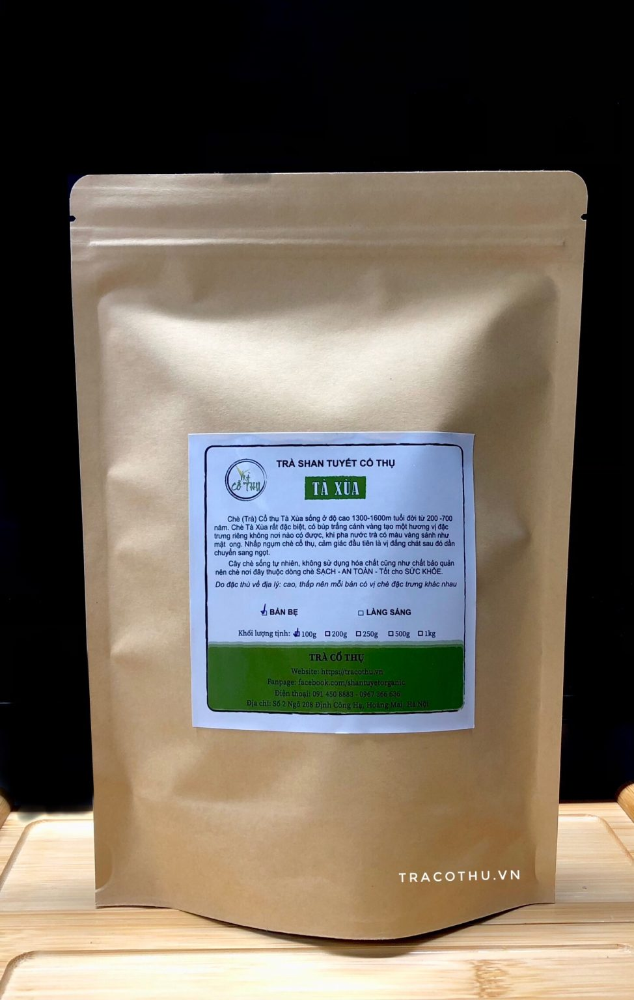 TRÀ CỔ THỤ
TRÀ SHAN TUYẾT CỔ THỤ
TÀ XÙA
Chè (Trà) Cổ thụ Tà Xùa sống ở độ cao 1300-1600m tuổi đời từ 200 -700
năm. Chè Tà Xùa rất đặc biệt, có búp trắng cánh vàng tạo một hương vị đặc
trưng riêng không nơi nào có được, khi pha nước trà có màu vàng sánh như
mật ong. Nhấp ngụm chè cổ thụ, cảm giác đầu tiên là vị đắng chát sau đó dần
chuyển sang ngọt.
Cây chè sống tự nhiên, không sử dụng hóa chất cũng như chất bảo quản
nên chè nơi đây thuộc dòng chè SẠCH - AN TOÀN - Tốt cho SỨC KHỎE.
Do đặc thù về địa lý: cao, thấp nên mỗi bản có vị chè đặc trưng khác nhau
BẢN BẸ LÀNG SÁNG
Khối lượng tịnh: 100g 200g 250g 500g 1kg
TRÀ CỔ THỤ
Website: https://tracothu.vn
Fanpage: facebook.com/shantuyetorganic
Điện thoại: 091 450 8883 - 0967 366 636
Địa chỉ: Số 2 Ngõ 208 Định Công Hạ, Hoàng Mai, Hà Nội
TRACOTHU.VN